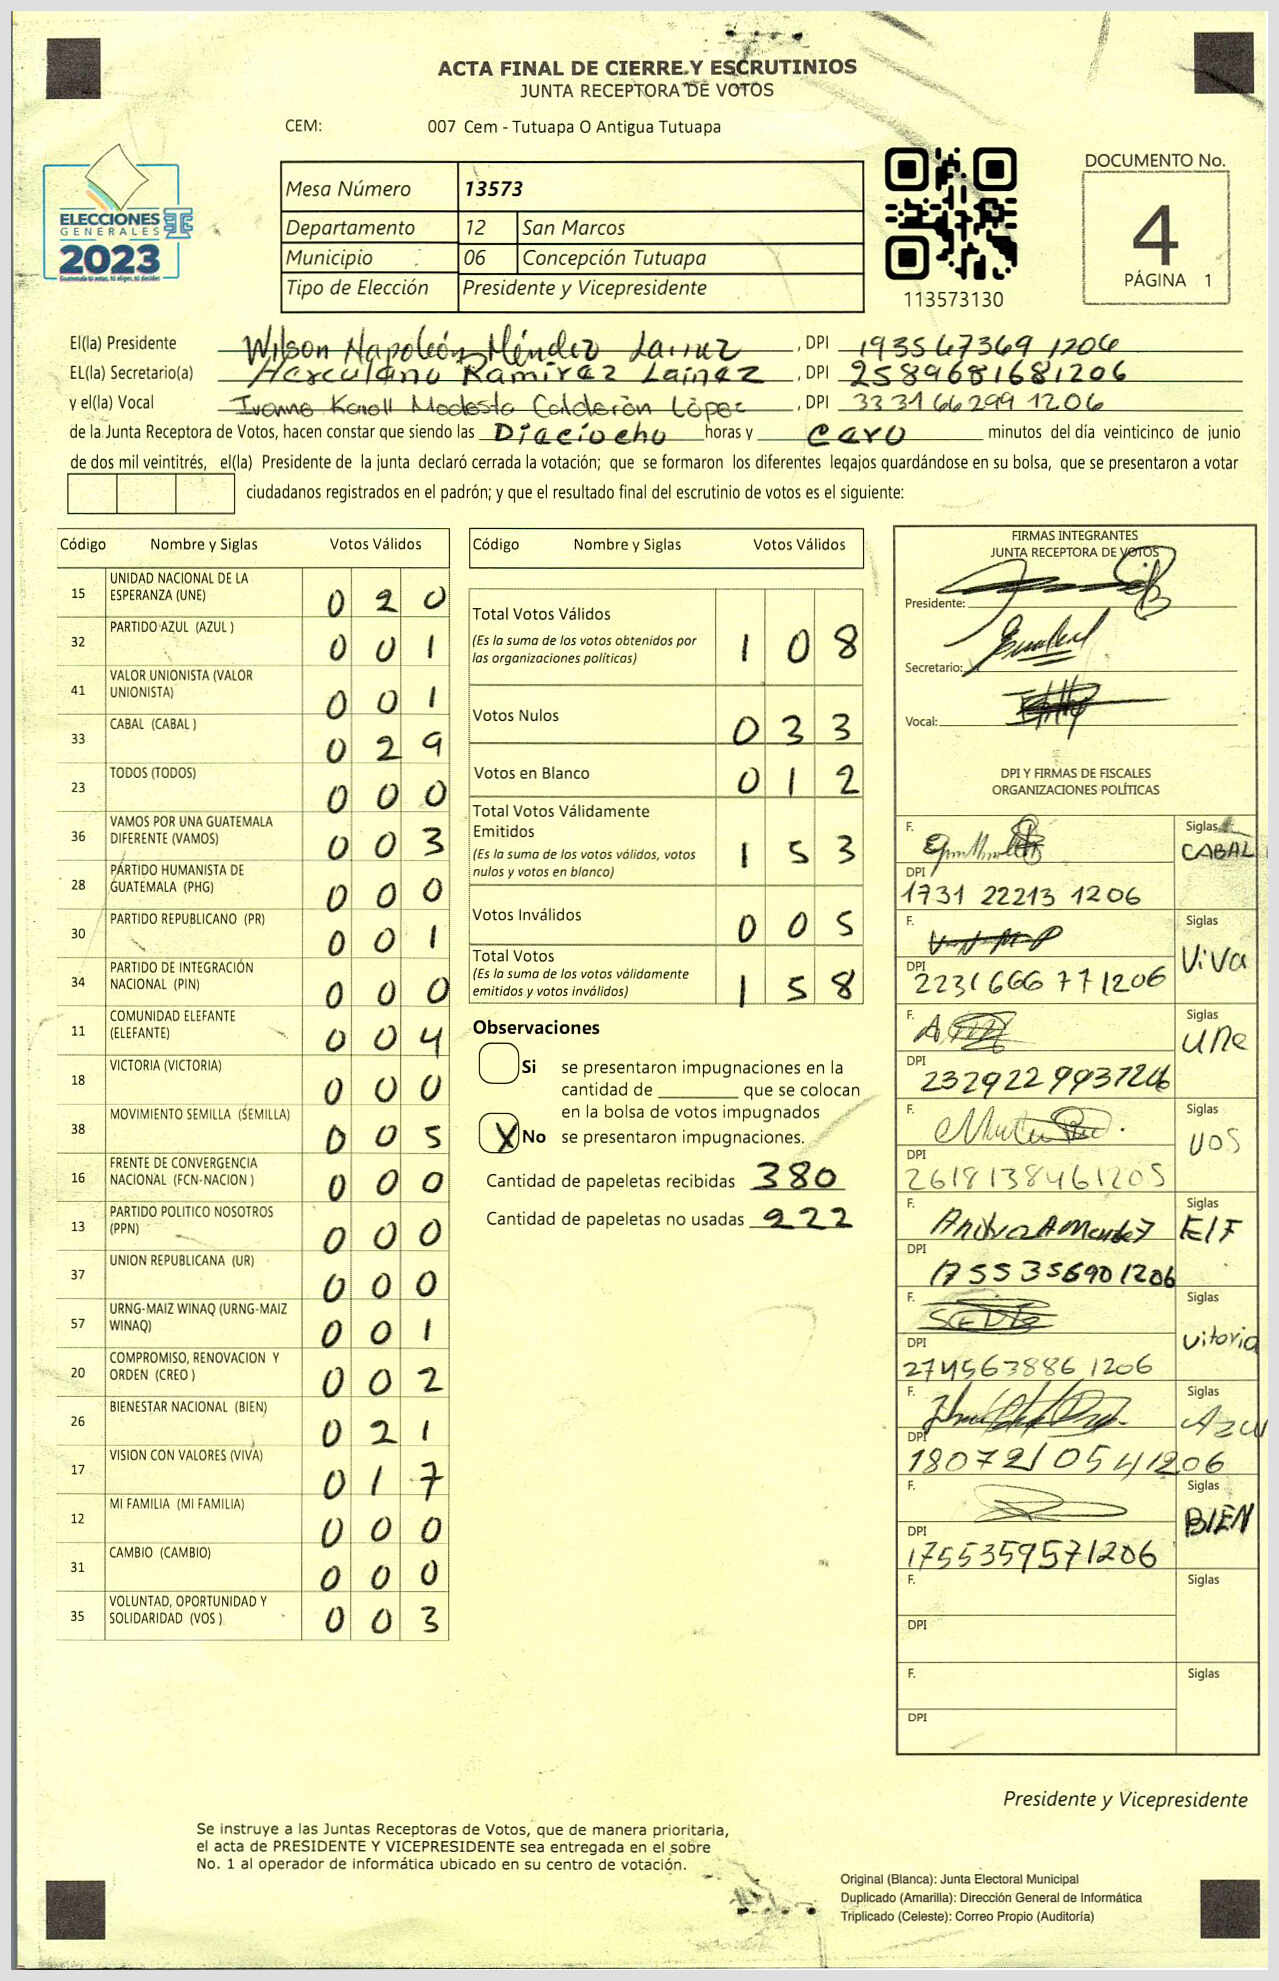 ACTA FINAL DE CIERRE Y ESCRUTINIOS
JUNTA RECEPTORA DE VOTOS
CEM: 007 Cem - Tutuapa O Antigua Tutuapa
ELECCIONES
GENERALES
2023
Mesa Número 13573
Departamento 12 San Marcos
Municipio 06 Concepción Tutuapa
Tipo de Elección Presidente y Vicepresidente
113573130
DOCUMENTO No.
4
PÁGINA 1
El(la) Presidente Wilson Napoleón Méndez Lainez, DPI 193567369 1206
EL(la) Secretario(a) Herculano Ramirez Lainez, DPI 2589681681206
y el(la) Vocal Ivonne Karoll Modesta Calderòn Lòpez, DPI 333166299 1206
de la Junta Receptora de Votos, hacen constar que siendo las Diaciocho horas y Cero minutos del día veinticinco de junio
de dos mil veintitrés, el(la) Presidente de la junta declaró cerrada la votación; que se formaron los diferentes legajos quardándose en su bolsa, que se presentaron a votar
ciudadanos registrados en el padrón; y que el resultado final del escrutinio de votos es el siguiente:
Código Nombre y Siglas Votos Válidos
15 UNIDAD NACIONAL DE LA ESPERANZA (UNE) 0 2 0
32 PARTIDO AZUL (AZUL ) 0 0 1
41 VALOR UNIONISTA (VALOR UNIONISTA) 0 0 1
33 CABAL (CABAL ) 0 2 9
23 TODOS (TODOS) 0 0 0
36 VAMOS POR UNA GUATEMALA DIFERENTE (VAMOS) 0 0 3
28 PARTIDO HUMANISTA DE GUATEMALA (PHG) 0 0 0
30 PARTIDO REPUBLICANO (PR) 0 0 1
34 PARTIDO DE INTEGRACIÓN NACIONAL (PIN) 0 0 0
11 COMUNIDAD ELEFANTE (ELEFANTE) 0 0 4
18 VICTORIA (VICTORIA) 0 0 0
38 MOVIMIENTO SEMILLA (SEMILLA) 0 0 5
16 FRENTE DE CONVERGENCIA NACIONAL (FCN-NACION ) 0 0 0
13 PARTIDO POLITICO NOSOTROS (PPN) 0 0 0
37 UNION REPUBLICANA (UR) 0 0 0
57 URNG-MAIZ WINAQ (URNG-MAIZ WINAQ) 0 0 1
20 COMPROMISO, RENOVACION Y ORDEN (CREO ) 0 0 2
26 BIENESTAR NACIONAL (BIEN) 0 2 1
17 VISION CON VALORES (VIVA) 0 1 7
12 MI FAMILIA (MI FAMILIA) 0 0 0
31 CAMBIO (CAMBIO) 0 0 0
35 VOLUNTAD, OPORTUNIDAD Y SOLIDARIDAD (VOS ) 0 0 3
Código Nombre y Siglas Votos Válidos
Total Votos Válidos 1 0 8
(Es la suma de los votos obtenidos por
las organizaciones políticas)
Votos Nulos 0 3 3
Votos en Blanco 0 1 2
Total Votos Válidamente
Emitidos 1 5 3
(Es la suma de los votos válidos, votos
nulos y votos en blanco)
Votos Inválidos 0 0 5
Total Votos 1 5 8
(Es la suma de los votos válidamente
emitidos y votos inválidos)
Observaciones
Si se presentaron impugnaciones en la
cantidad de ________ que se colocan
en la bolsa de votos impugnados
X No se presentaron impugnaciones.
Cantidad de papeletas recibidas 380
Cantidad de papeletas no usadas 222
FIRMAS INTEGRANTES
JUNTA RECEPTORA DE VOTOS
Presidente:
Secretario:
Vocal:
DPI Y FIRMAS DE FISCALES
ORGANIZACIONES POLÍTICAS
F. Siglas CABAL
DPI 1731 22213 1206
F. Siglas ViVa
DPI 2231666 77 1206
F. Siglas UNe
DPI
F. Siglas VOS
DPI 2618138461205
F. Siglas ElF
DPI 1755356901206
F. Siglas Vitoria
DPI 274563886 1206
F. Siglas Azul
DPI 1807210541206
F. Siglas BIEN
DPI 1755359571206
F. Siglas
DPI
F. Siglas
DPI
Presidente y Vicepresidente
Se instruye a las Juntas Receptoras de Votos, que de manera prioritaria,
el acta de PRESIDENTE Y VICEPRESIDENTE sea entregada en el sobre
No. 1 al operador de informática ubicado en su centro de votación.
Original (Blanca): Junta Electoral Municipal
Duplicado (Amarilla): Dirección General de Informática
Triplicado (Celeste): Correo Propio (Auditoría)